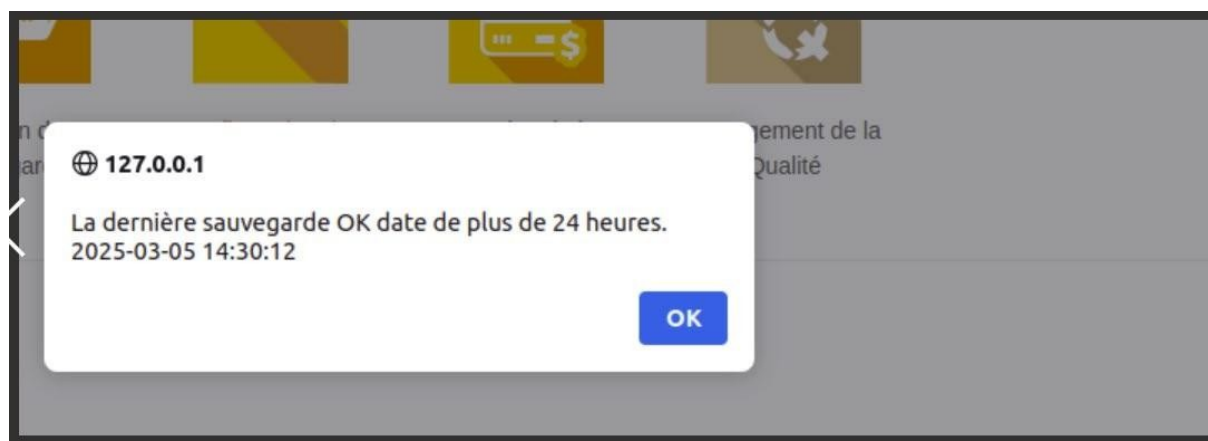 $
de la
Qualité
127.0.0.1
La dernière sauvegarde OK date de plus de 24 heures.
2025-03-05 14:30:12
OK